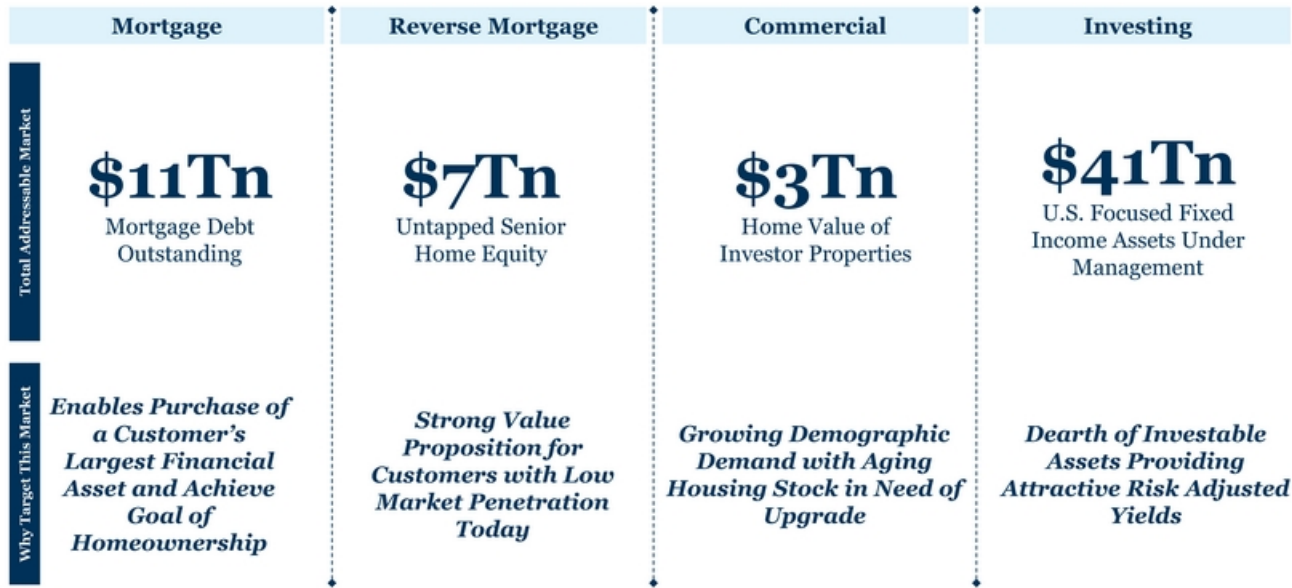 Mortgage
Reverse Mortgage
Commercial
Investing
Total Addressable Market
$11Tn
Mortgage Debt
Outstanding
$7Tn
Untapped Senior
Home Equity
$3Tn
Home Value of
Investor Properties
$41Tn
U.S. Focused Fixed
Income Assets Under
Management
Why Target This Market
Enables Purchase of
a Customer’s
Largest Financial
Asset and Achieve
Goal of
Homeownership
Strong Value
Proposition for
Customers with Low
Market Penetration
Today
Growing Demographic
Demand with Aging
Housing Stock in Need of
Upgrade
Dearth of Investable
Assets Providing
Attractive Risk Adjusted
Yields